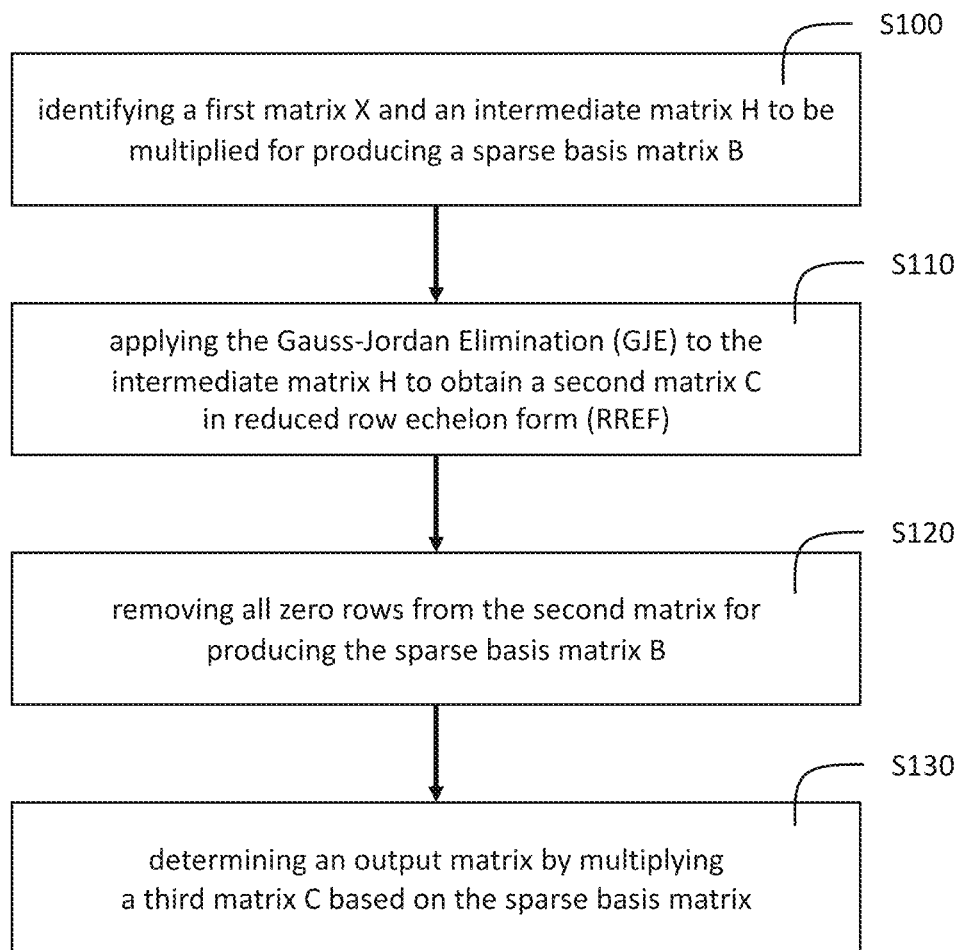 S100
identifying a first matrix X and an intermediate matrix H to be
multiplied for producing a sparse basis matrix B
S110
applying the Gauss-Jordan Elimination (GJE) to the
intermediate matrix H to obtain a second matrix C
in reduced row echelon form (RREF)
S120
removing all zero rows from the second matrix for
producing the sparse basis matrix B
S130
determining an output matrix by multiplying
a third matrix C based on the sparse basis matrix